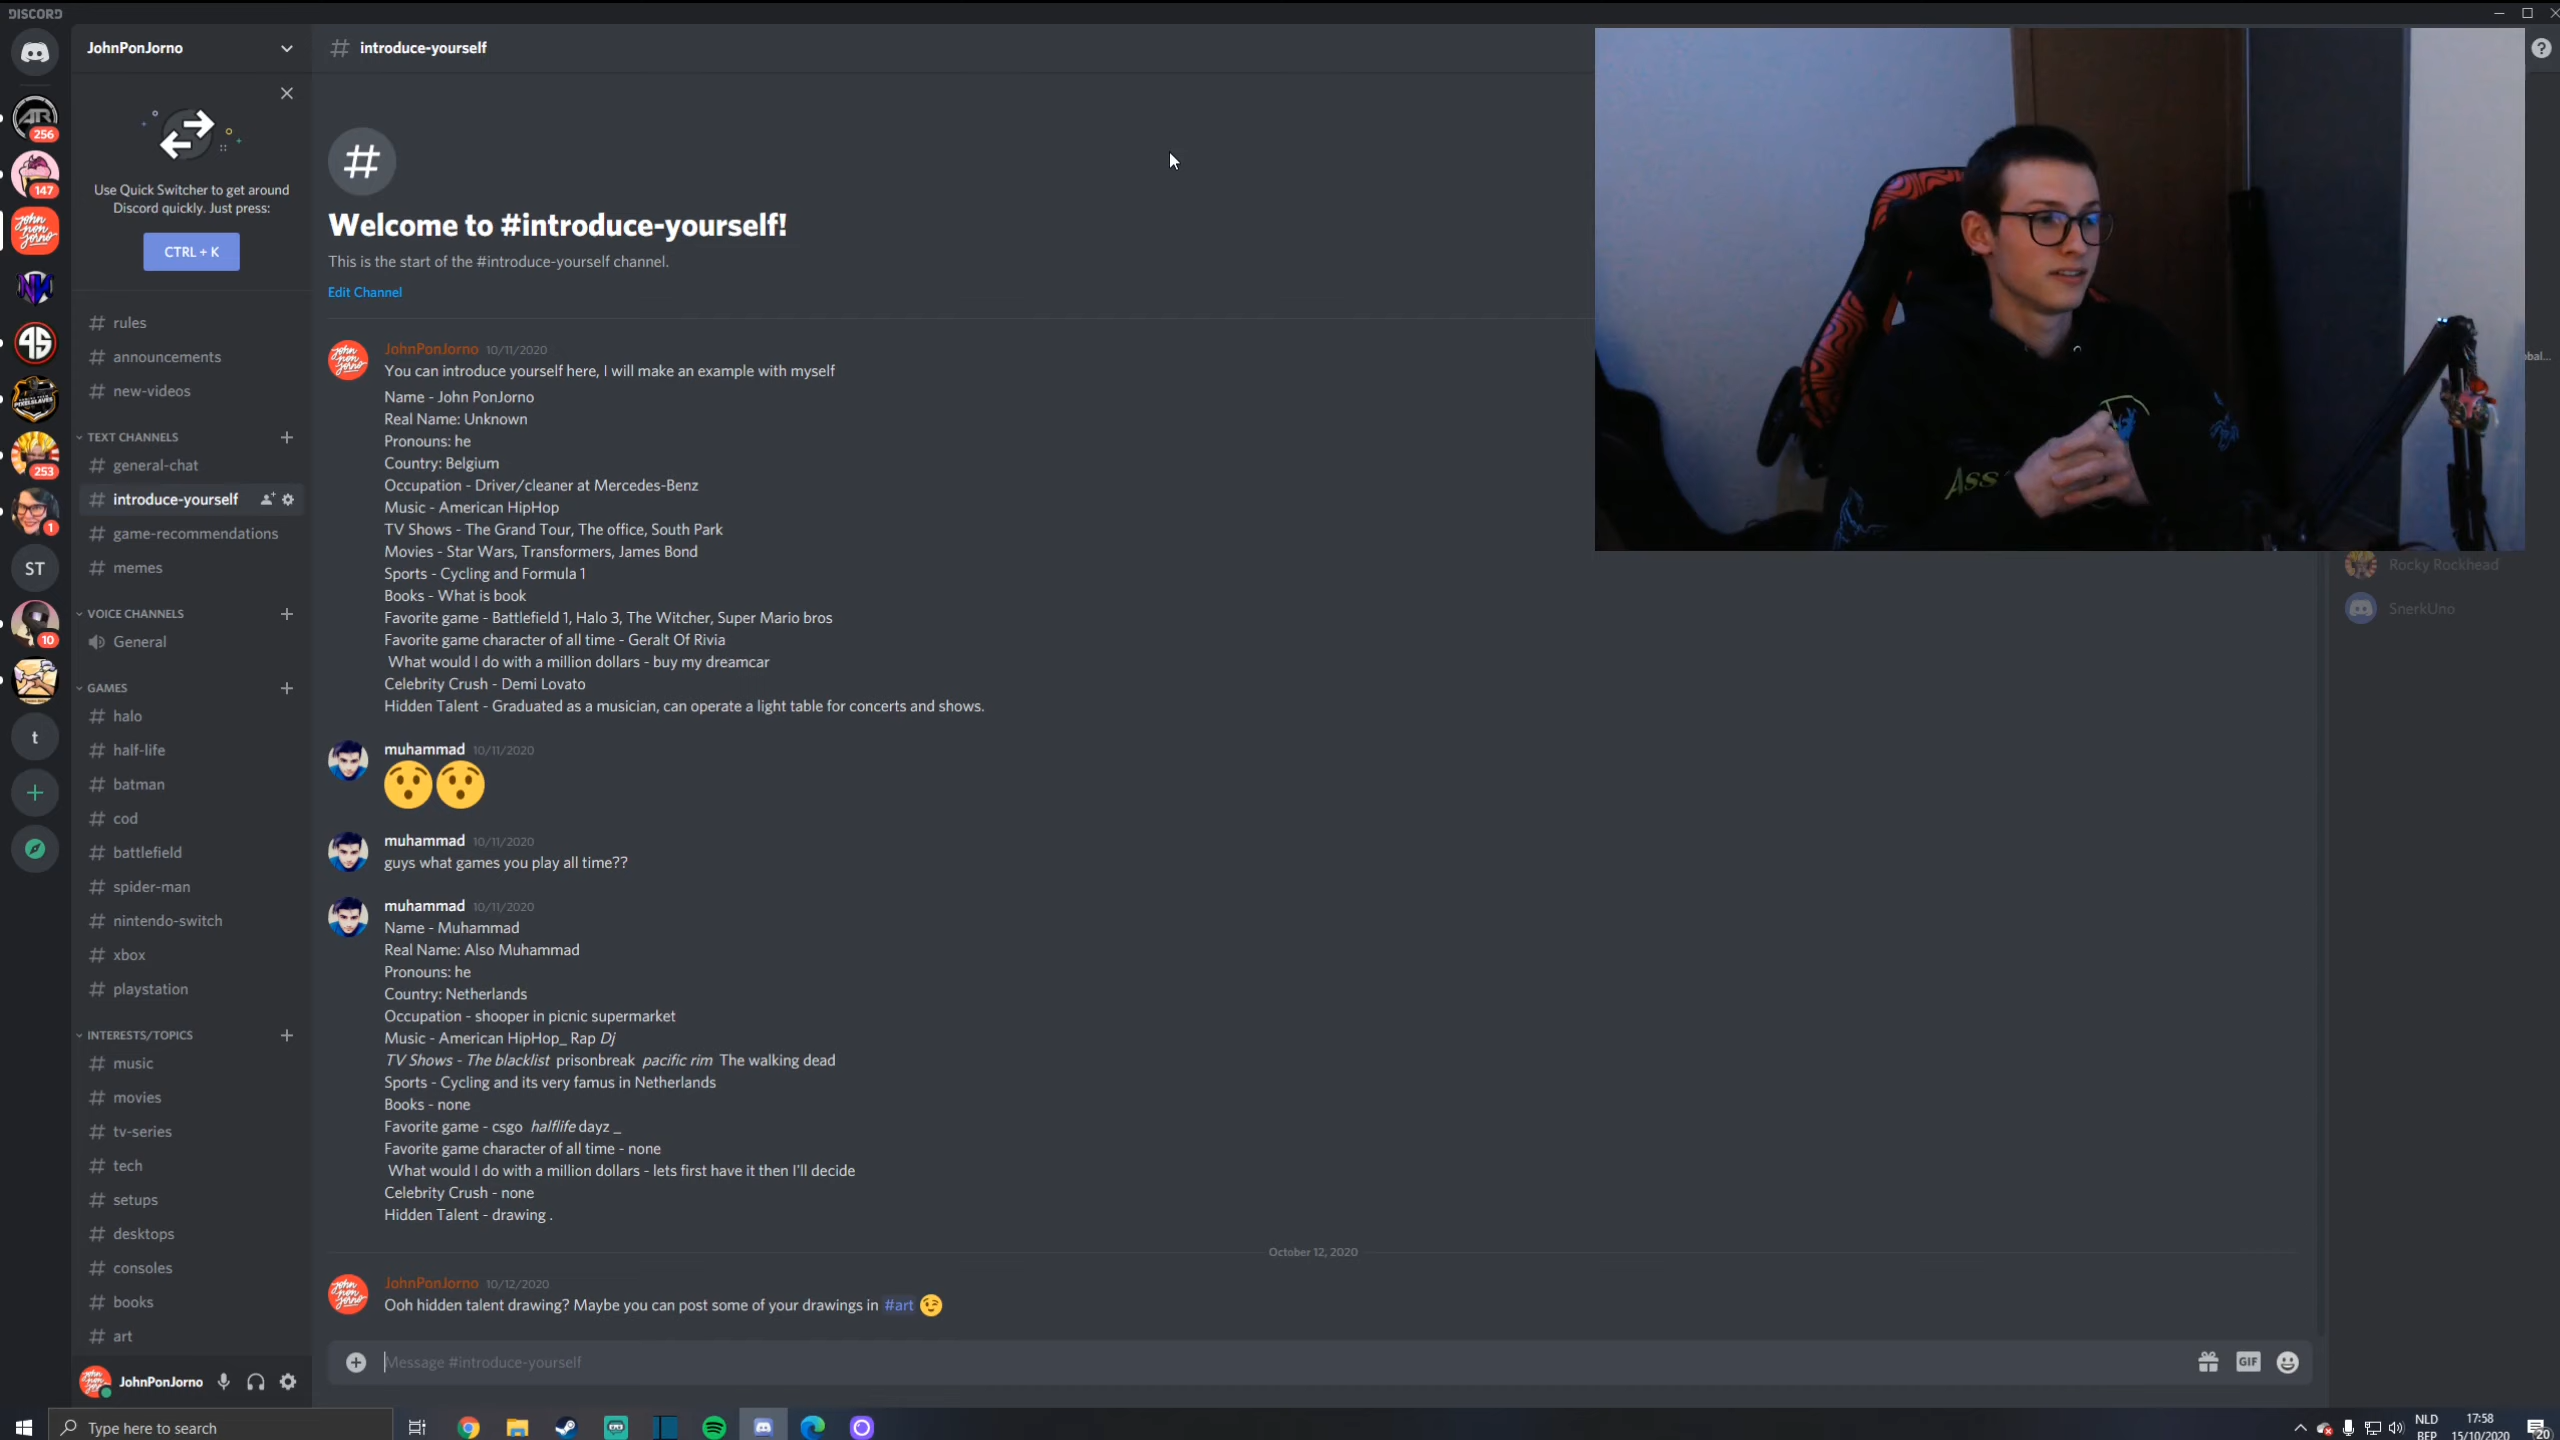 DISCORD
JohnPonJorno
introduce-yourself
Use Quick Switcher to get around
Discord quickly. Just press:
CTRL + K
rules
announcements
new-videos
TEXT CHANNELS
general-chat
introduce-yourself
game-recommendations
memes
VOICE CHANNELS
General
GAMES
halo
half-life
batman
cod
battlefield
spider-man
nintendo-switch
xbox
playstation
INTERESTS/TOPICS
music
movies
tv-series
tech
setups
desktops
consoles
books
art
JohnPonJorno
256
147
john pon jorno
253
1
ST
10
t
Welcome to #introduce-yourself!
This is the start of the #introduce-yourself channel.
Edit Channel
JohnPonJorno 10/11/2020
You can introduce yourself here, I will make an example with myself
Name - John PonJorno
Real Name: Unknown
Pronouns: he
Country: Belgium
Occupation - Driver/cleaner at Mercedes-Benz
Music - American HipHop
TV Shows - The Grand Tour, The office, South Park
Movies - Star Wars, Transformers, James Bond
Sports - Cycling and Formula 1
Books - What is book
Favorite game - Battlefield 1, Halo 3, The Witcher, Super Mario bros
Favorite game character of all time - Geralt Of Rivia
What would I do with a million dollars - buy my dreamcar
Celebrity Crush - Demi Lovato
Hidden Talent - Graduated as a musician, can operate a light table for concerts and shows.
muhammad 10/11/2020
muhammad 10/11/2020
guys what games you play all time??
muhammad 10/11/2020
Name - Muhammad
Real Name: Also Muhammad
Pronouns: he
Country: Netherlands
Occupation - shooper in picnic supermarket
Music - American HipHop_ Rap Dj
TV Shows - The blacklist prisonbreak pacific rim The walking dead
Sports - Cycling and its very famus in Netherlands
Books - none
Favorite game - csgo halflife dayz _
Favorite game character of all time - none
What would I do with a million dollars - lets first have it then I'll decide
Celebrity Crush - none
Hidden Talent - drawing .
October 12, 2020
JohnPonJorno 10/12/2020
Ooh hidden talent drawing? Maybe you can post some of your drawings in #art
Message #introduce-yourself
GIF
Ass
Rocky Rockhead
SnerkUno
Type here to search
NLD
BEP
17:58
15/10/2020
20